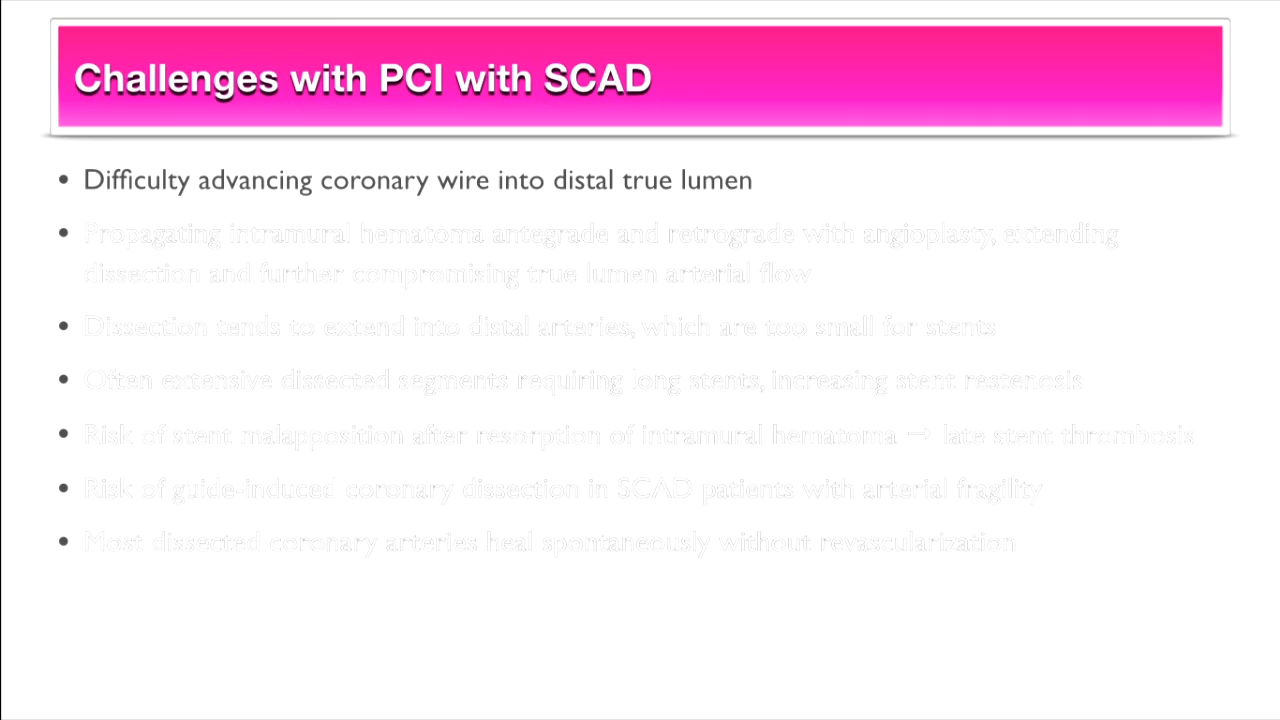 Challenges with PCI with SCAD
• Difficulty advancing coronary wire into distal true lumen
• Propagating intramural hematoma antegrade and retrograde with angioplasty, extending
dissection and further compromising true lumen arterial flow
• Dissection tends to extend into distal arteries, which are too small for stents
• Often extensive dissected segments requiring long stents, increasing stent restenosis
• Risk of stent malapposition after resorption of intramural hematoma → late stent thrombosis
• Risk of guide-induced coronary dissection in SCAD patients with arterial fragility
• Most dissected coronary arteries heal spontaneously without revascularization